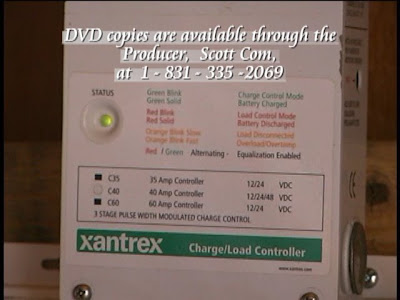 DVD copies are available through the
Producer, Scott Com,
at 1 - 831 - 335 -2069
STATUS
Green Blink Charge Control Mode
Green Solid Battery Charged
Red Blink Load Control Mode
Red Solid Battery Discharged
Orange Blink Slow Load Disconnected
Orange Blink Fast Overload/Overtemp
Red / Green Alternating - Equalization Enabled
C35 35 Amp Controller 12/24 VDC
C40 40 Amp Controller 12/24/48 VDC
C60 60 Amp Controller 12/24 VDC
3 STAGE PULSE WIDTH MODULATED CHARGE CONTROL
xantrex Charge/Load Controller
www.xantrex.com